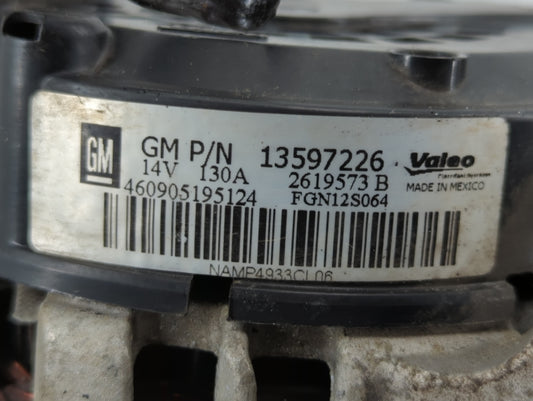 GM
GM P/N 13597226
Valeo
14V 130A 2619573 B
MADE IN MEXICO
460905195124 FGN12S064
NAMP4933CL06